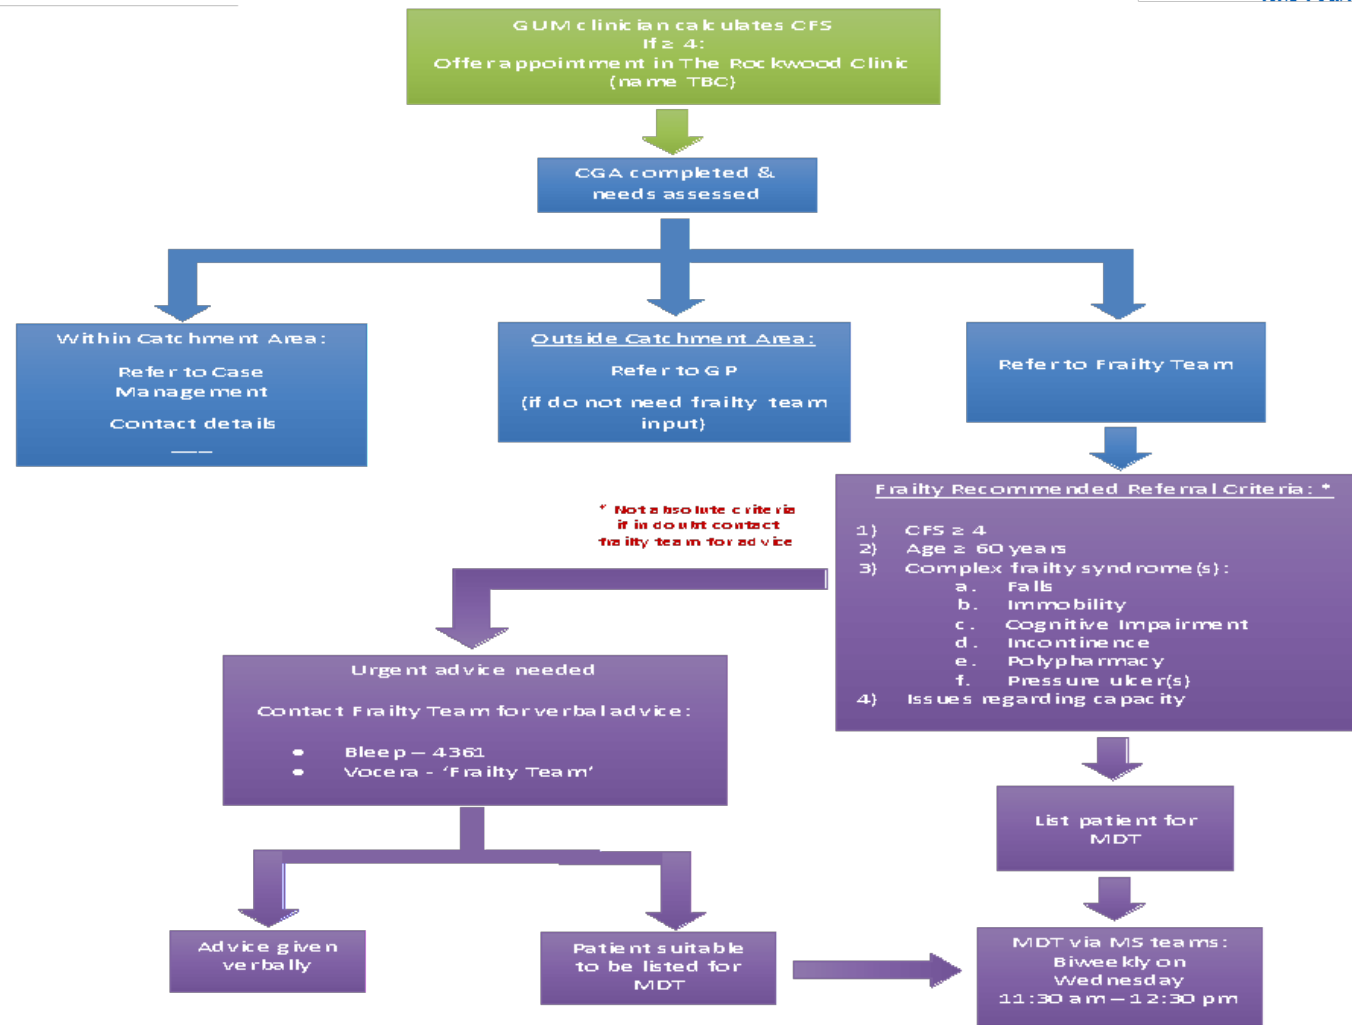 GUM clinician calculates CFS
If ≥ 4:
Offer appointment in The Rockwood Clinic
(name TBC)
CGA completed &
needs assessed
Within Catchment Area:
Refer to Case
Management
Contact details
___
Outside Catchment Area:
Refer to GP
(if do not need frailty team
input)
Refer to Frailty Team
Frailty Recommended Referral Criteria: *
1) CFS ≥ 4
2) Age ≥ 60 years
3) Complex frailty syndrome(s):
a. Falls
b. Immobility
c. Cognitive Impairment
d. Incontinence
e. Polypharmacy
f. Pressure ulcer(s)
4) Issues regarding capacity
* Not absolute criteria
if in doubt contact
frailty team for advice
Urgent advice needed
Contact Frailty Team for verbal advice:
• Bleep – 4361
• Vocera - ‘Frailty Team’
List patient for
MDT
Advice given
verbally
Patient suitable
to be listed for
MDT
MDT via MS teams:
Biweekly on
Wednesday
11:30 am – 12:30 pm